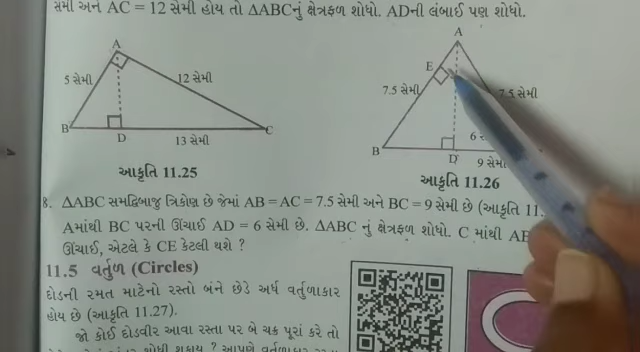 સેમી અને AC = 12 સેમી હોય તો ΔABCનું ક્ષેત્રફળ શોધો. ADની લંબાઈ પણ શોધો.
A
5 સેમી
12 સેમી
B
D
C
13 સેમી
આકૃતિ 11.25
A
E
7.5 સેમી
7.5 સેમી
6
B
D
9 સેમી
આકૃતિ 11.26
8. ΔABC સમદ્વિબાજુ ત્રિકોણ છે જેમાં AB = AC = 7.5 સેમી અને BC = 9 સેમી છે (આકૃતિ 11.
Aમાંથી BC પરની ઊંચાઈ AD = 6 સેમી છે. ΔABC નું ક્ષેત્રફળ શોધો. C માંથી AB
ઊંચાઈ, એટલે કે CE કેટલી થશે ?
11.5 વર્તુળ (Circles)
દોડની રમત માટેનો રસ્તો બંને છેડે અર્ધ વર્તુળાકાર
હોય છે (આકૃતિ 11.27).
જો કોઈ દોડવીર આવા રસ્તા પર બે ચક્ર પૂરાં કરે તો